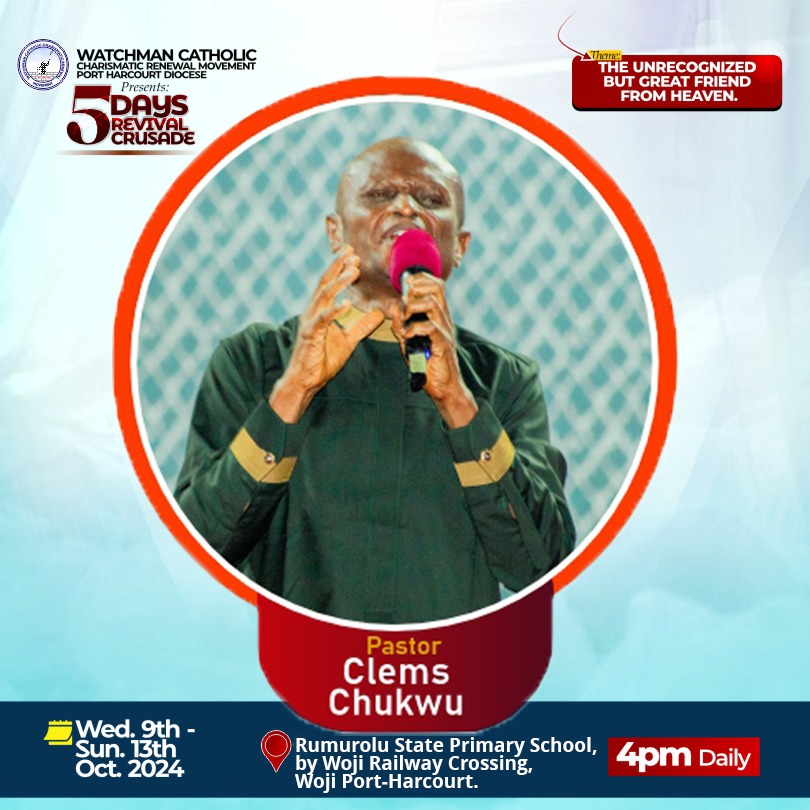 WATCHMAN CATHOLIC
CHARISMATIC RENEWAL MOVEMENT
PORT HARCOURT DIOCESE
Presents:
5 DAYS
REVIVAL
CRUSADE
Theme:
THE UNRECOGNIZED
BUT GREAT FRIEND
FROM HEAVEN.
Pastor
Clems
Chukwu
Wed. 9th -
Sun. 13th
Oct. 2024
Rumurolu State Primary School,
by Woji Railway Crossing,
Woji Port-Harcourt.
4pm Daily